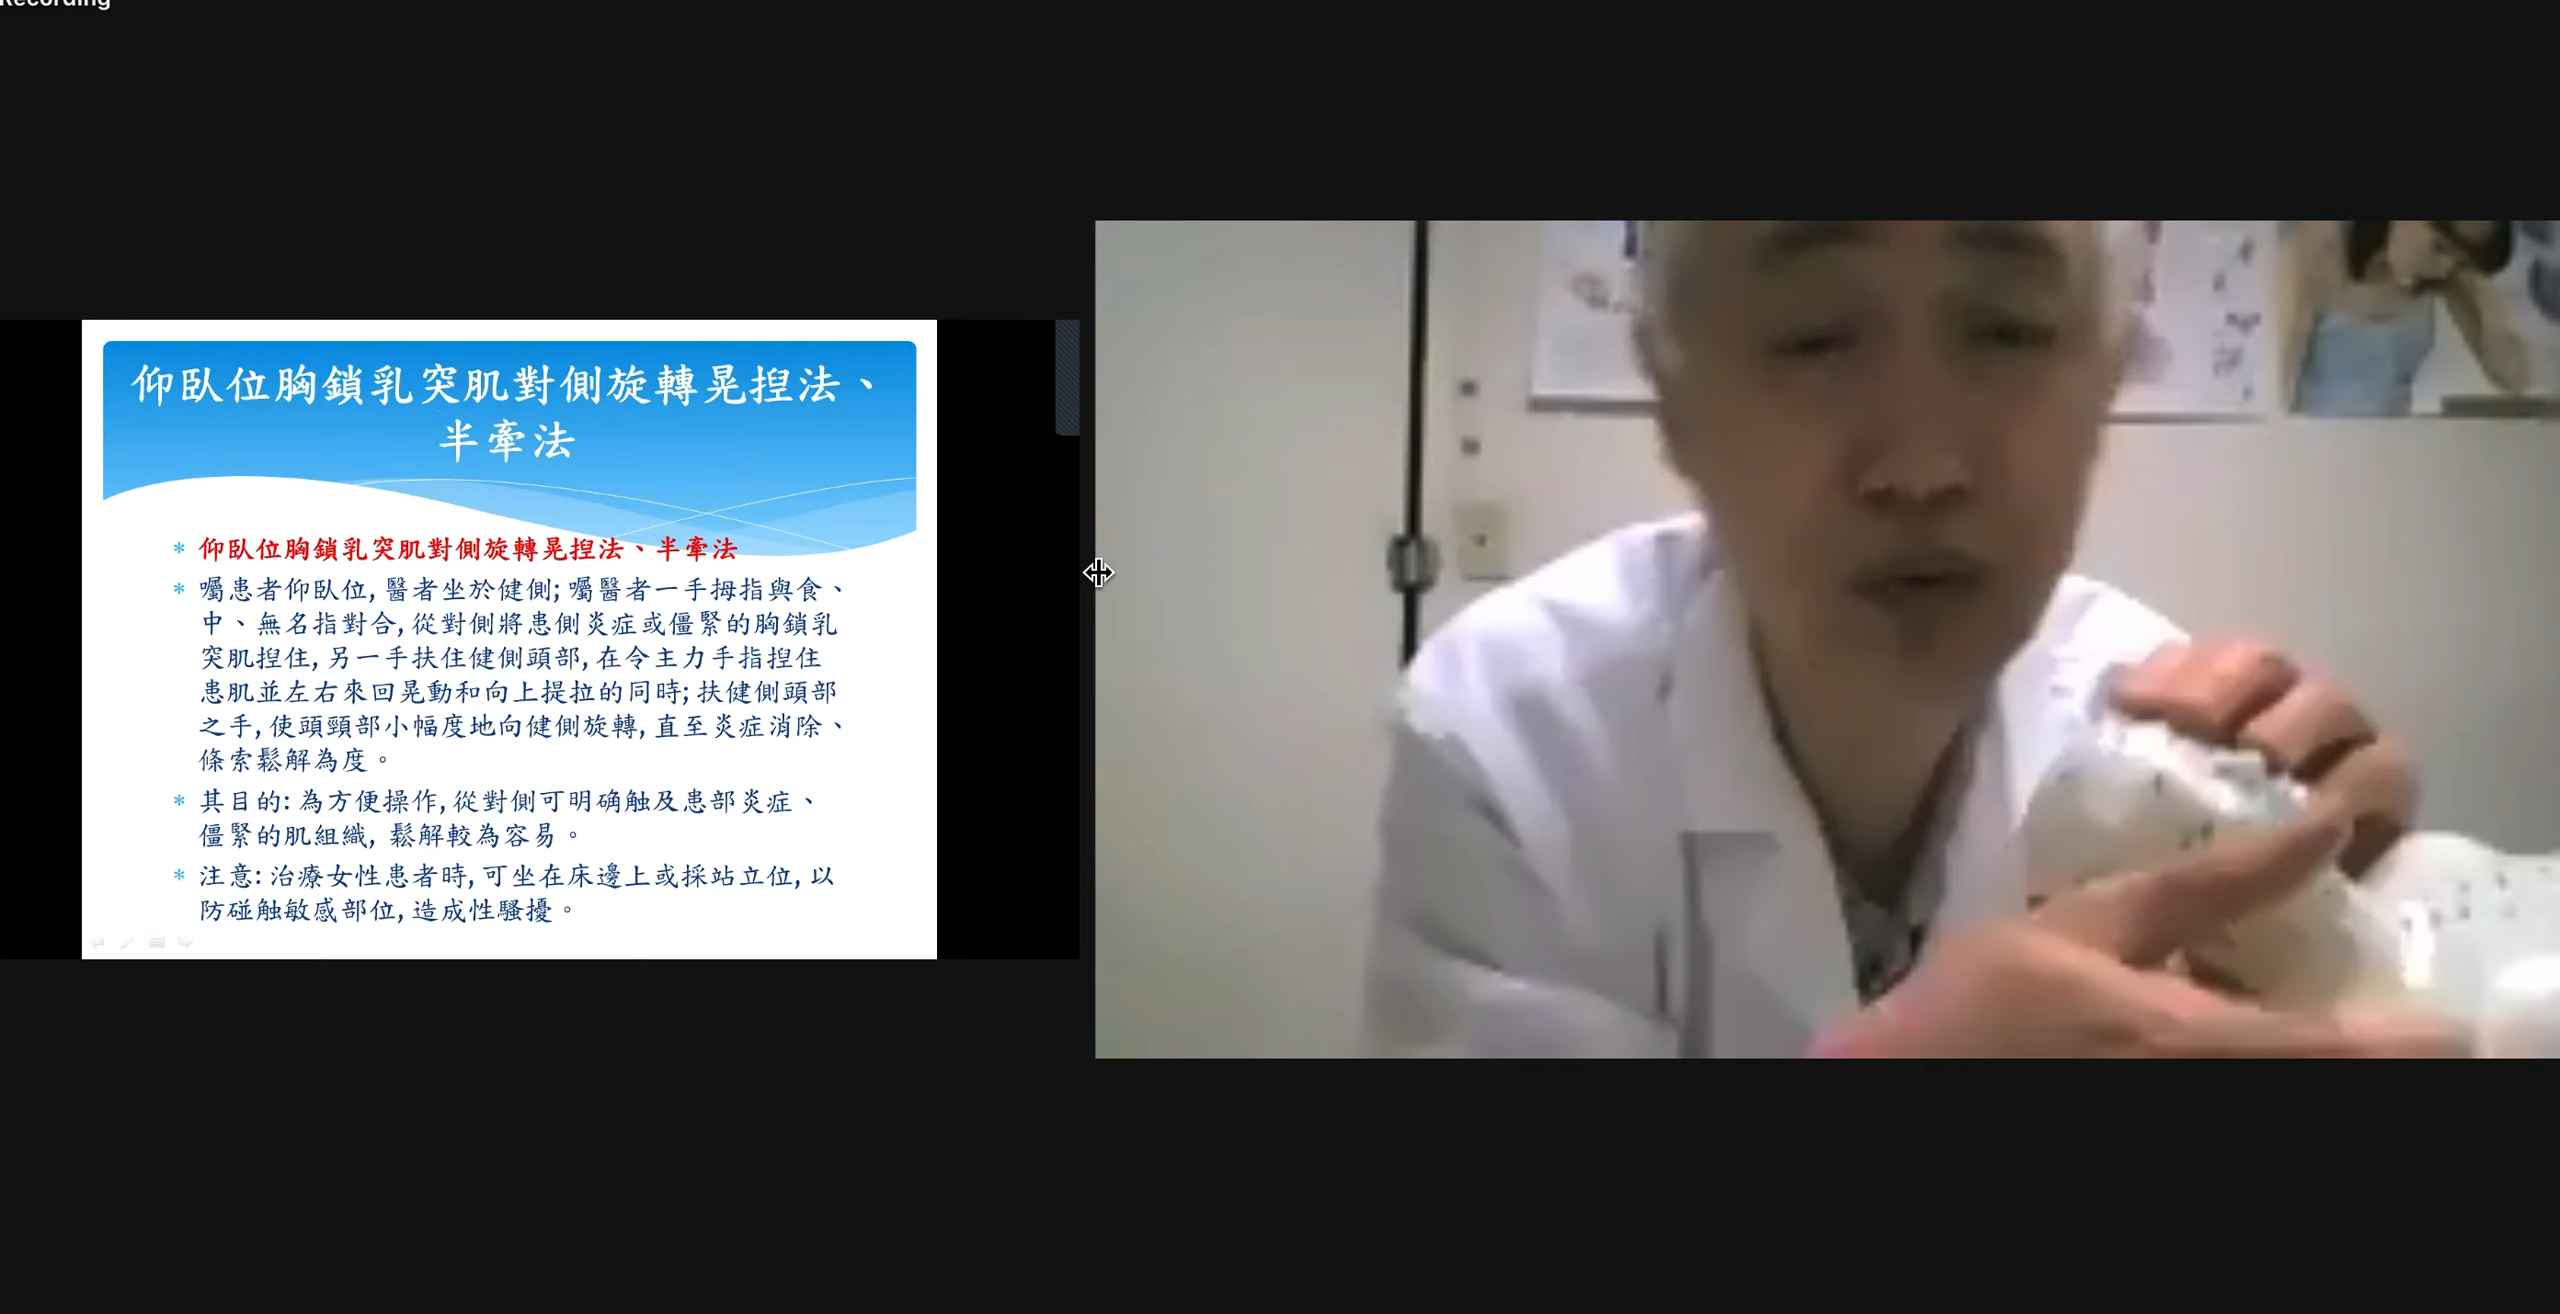 Recording
仰臥位胸鎖乳突肌對側旋轉晃揑法、
半牽法
* 仰臥位胸鎖乳突肌對側旋轉晃揑法、半牽法
* 囑患者仰臥位, 醫者坐於健側; 囑醫者一手拇指與食、
中、無名指對合, 從對側將患側炎症或僵緊的胸鎖乳
突肌揑住, 另一手扶住健側頭部, 在令主力手指揑住
患肌並左右來回晃動和向上提拉的同時; 扶健側頭部
之手, 使頭頸部小幅度地向健側旋轉, 直至炎症消除、
條索鬆解為度。
* 其目的: 為方便操作, 從對側可明确触及患部炎症、
僵緊的肌組織, 鬆解較為容易。
* 注意: 治療女性患者時, 可坐在床邊上或採站立位, 以
防碰触敏感部位, 造成性騷擾。